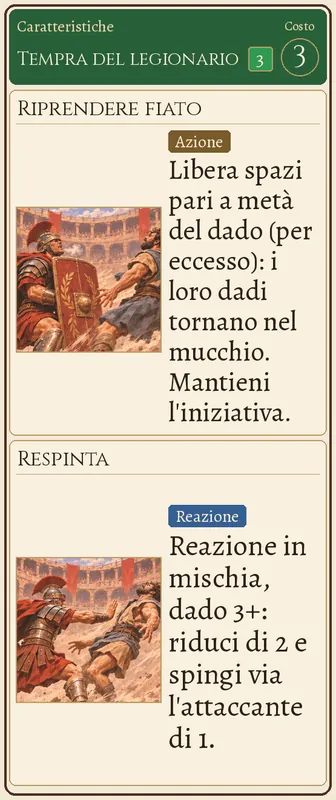 Caratteristiche
Costo
Tempra del legionario 3 3
Riprendere fiato
Azione
Libera spazi
pari a metà
del dado (per
eccesso): i
loro dadi
tornano nel
mucchio.
Mantieni
l'iniziativa.
Respinta
Reazione
Reazione in
mischia,
dado 3+:
riduci di 2 e
spingi via
l'attaccante
di 1.